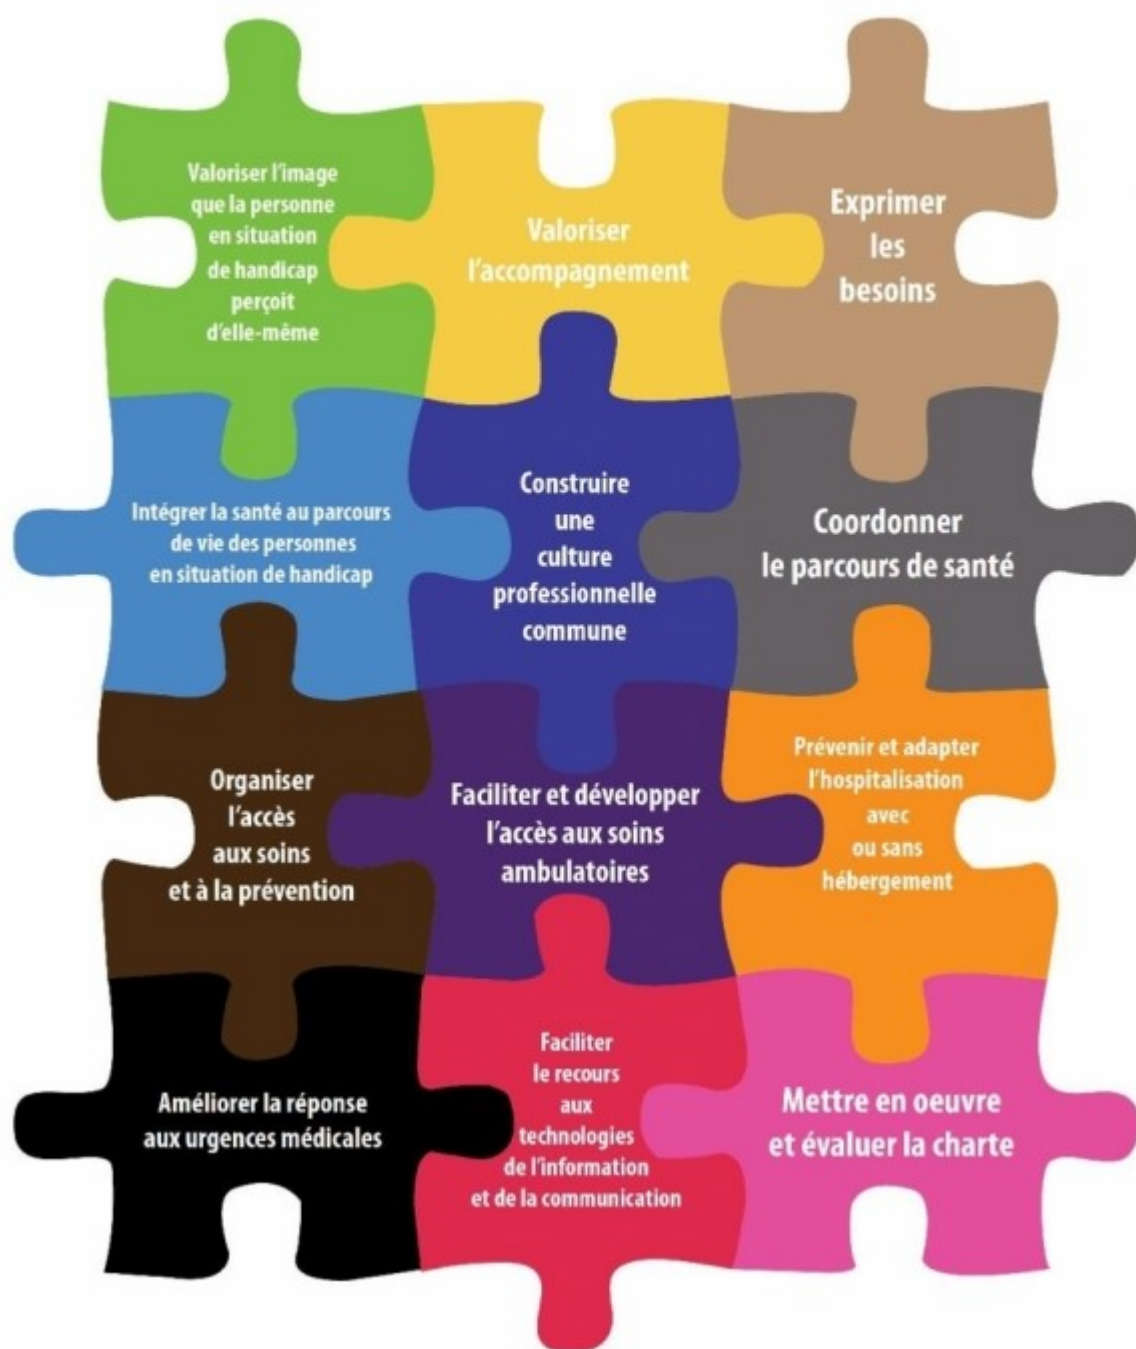 Valoriser l'image
que la personne
en situation
de handicap
perçoit
d'elle-même
Valoriser
l'accompagnement
Exprimer
les
besoins
Intégrer la santé au parcours
de vie des personnes
en situation de handicap
Construire
une
culture
professionnelle
commune
Coordonner
le parcours de santé
Organiser
l'accès
aux soins
et à la prévention
Faciliter et développer
l'accès aux soins
ambulatoires
Prévenir et adapter
l'hospitalisation
avec
ou sans
hébergement
Améliorer la réponse
aux urgences médicales
Faciliter
le recours
aux
technologies
de l'information
et de la communication
Mettre en oeuvre
et évaluer la charte